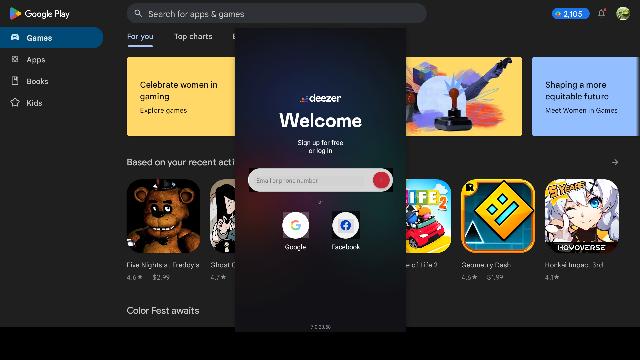 Google Play
Search for apps & games
2,105
Games
Apps
Books
Kids
For you
Top charts
Celebrate women in
gaming
Explore games
Shaping a more
equitable future
Meet Women in Games
deezer
Welcome
Sign up for free
or log in
Email or phone number
or
Google
Facebook
Based on your recent acti
Five Nights at Freddy's
4.6★ $2.99
Ghost
4.7★
LIFE 2
e of Life 2
Geometry Dash
4.6★ $1.99
HOYOVERSE
Honkai Impact 3rd
4.1★
Color Fest awaits